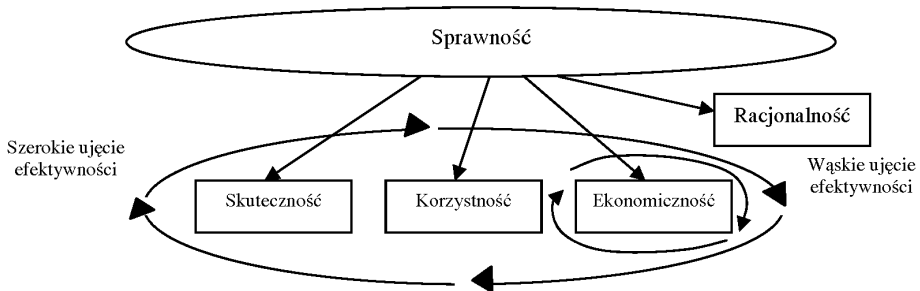 Sprawność
Racjonalność
Szerokie ujęcie
efektywności
Wąskie ujęcie
efektywności
Skuteczność
Korzystność
Ekonomiczność